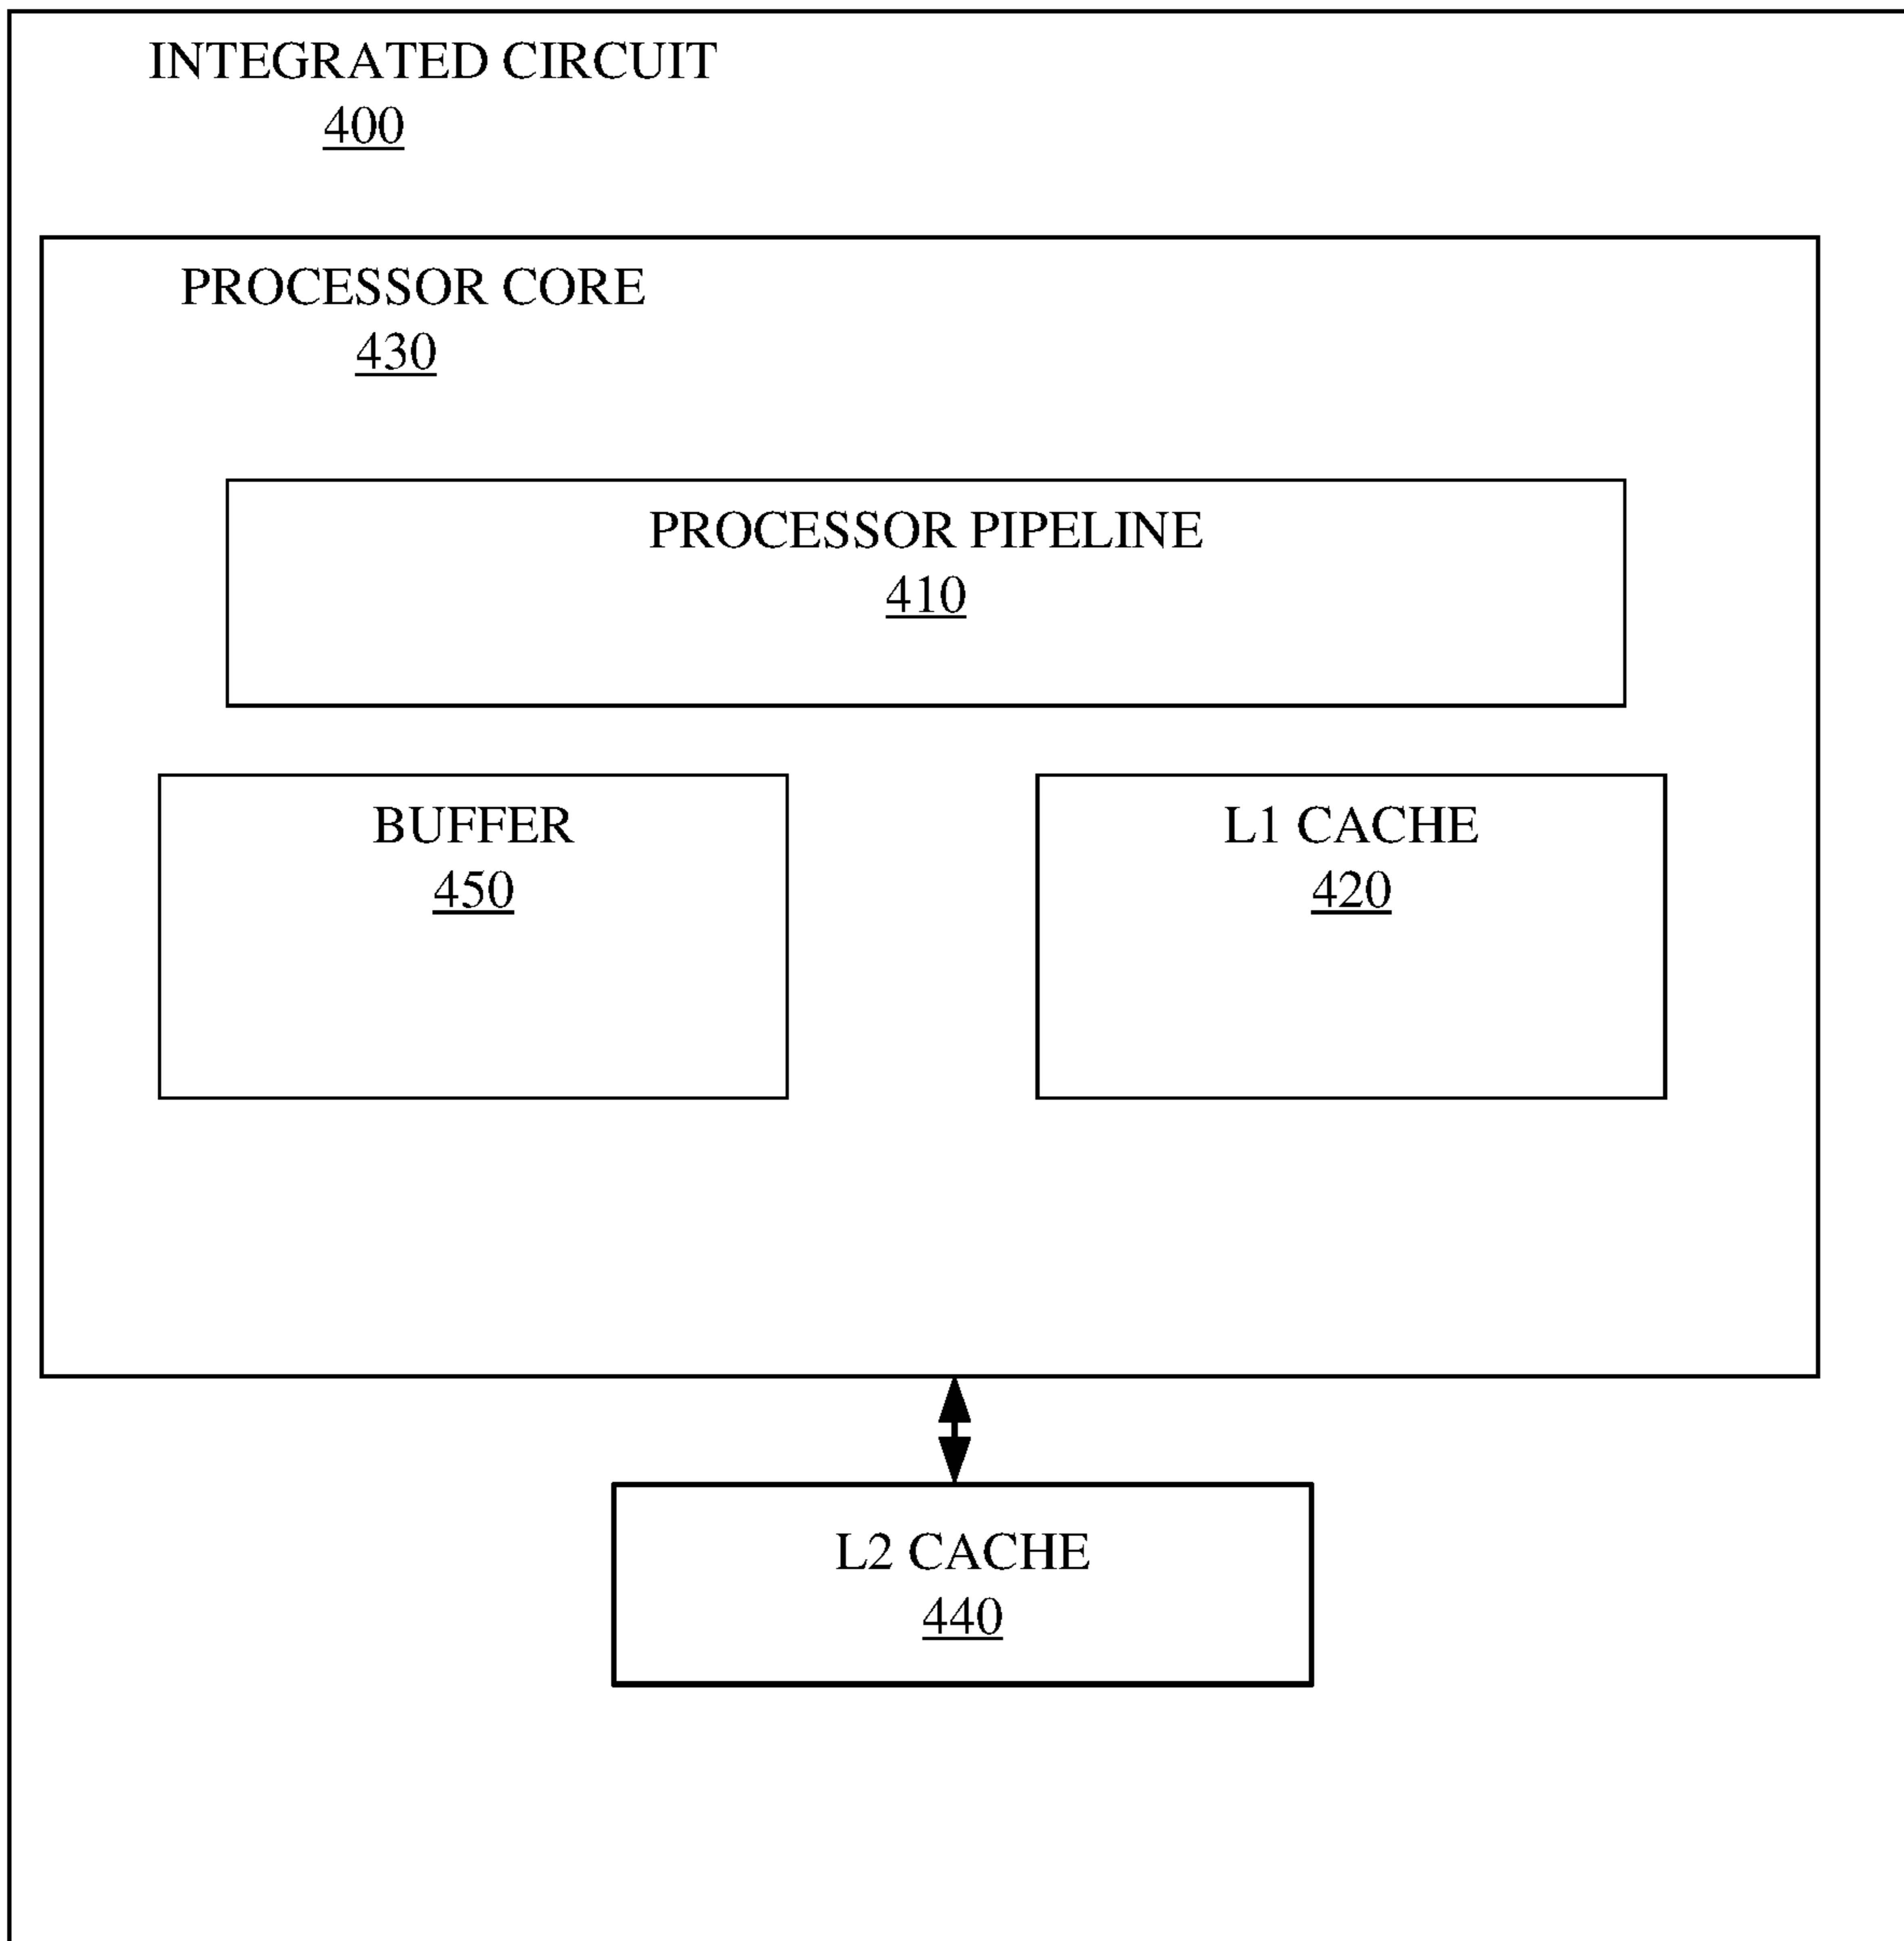 INTEGRATED CIRCUIT
400
PROCESSOR CORE
430
PROCESSOR PIPELINE
410
BUFFER
450
L1 CACHE
420
L2 CACHE
440